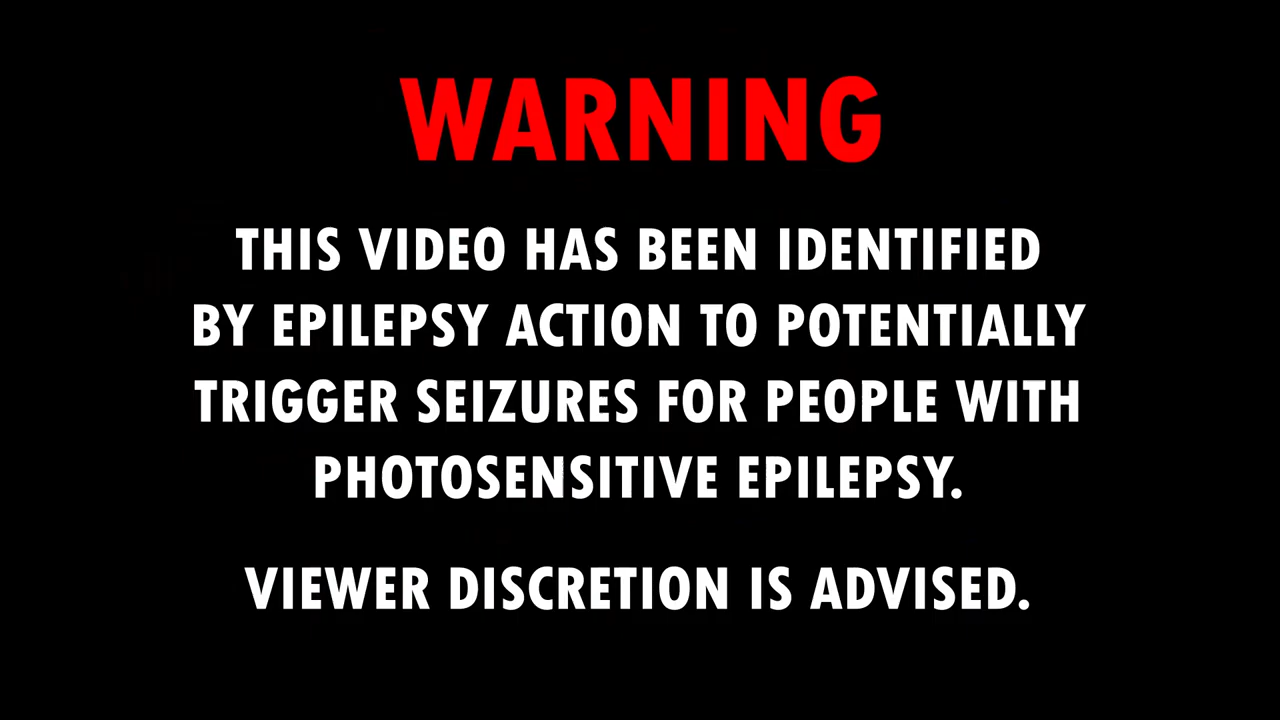 WARNING
THIS VIDEO HAS BEEN IDENTIFIED
BY EPILEPSY ACTION TO POTENTIALLY
TRIGGER SEIZURES FOR PEOPLE WITH
PHOTOSENSITIVE EPILEPSY.
VIEWER DISCRETION IS ADVISED.